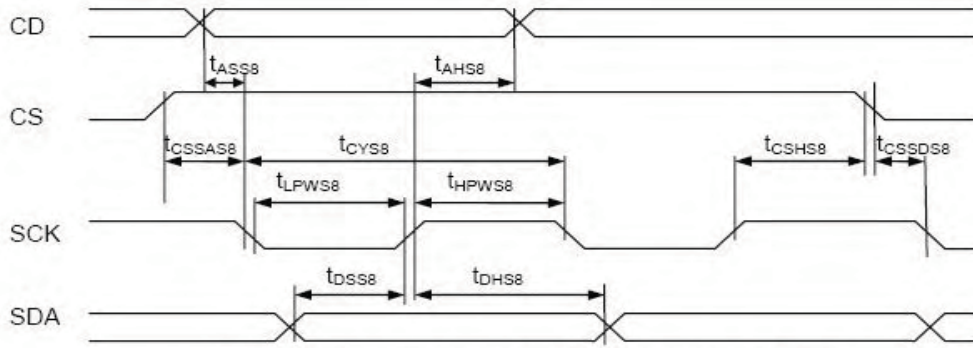 CD
tASS8
tAHS8
CS
tCSSAS8
tCYS8
tCSHS8
tCSSDS8
tLPWS8
tHPWS8
SCK
tDSS8
tDHS8
SDA